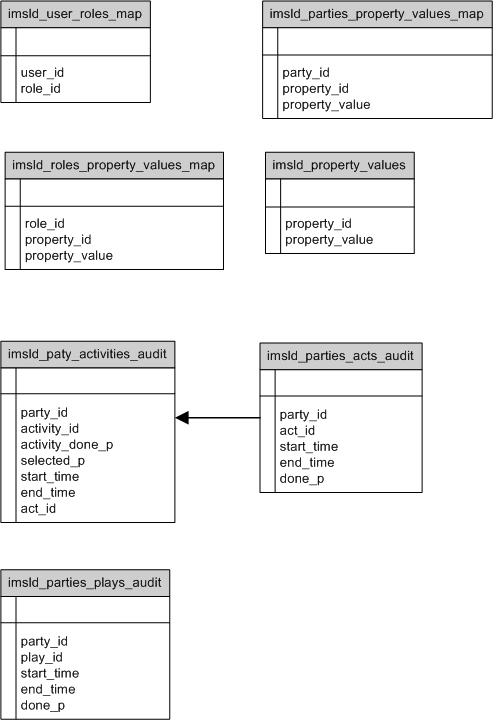 imsld_user_roles_map
user_id
role_id
imsld_parties_property_values_map
party_id
property_id
property_value
imsld_roles_property_values_map
role_id
property_id
property_value
imsld_property_values
property_id
property_value
imsld_paty_activities_audit
party_id
activity_id
activity_done_p
selected_p
start_time
end_time
act_id
imsld_parties_acts_audit
party_id
act_id
start_time
end_time
done_p
imsld_parties_plays_audit
party_id
play_id
start_time
end_time
done_p